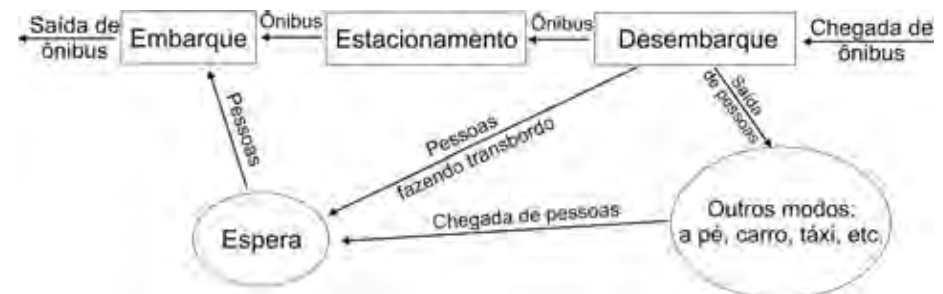 Saída de
ônibus
Embarque
Ônibus
Estacionamento
Ônibus
Desembarque
Chegada de
ônibus
Pessoas
Pessoas
fazendo transbordo
Saída
de pessoas
Espera
Chegada de pessoas
Outros modos:
a pé, carro, táxi, etc.